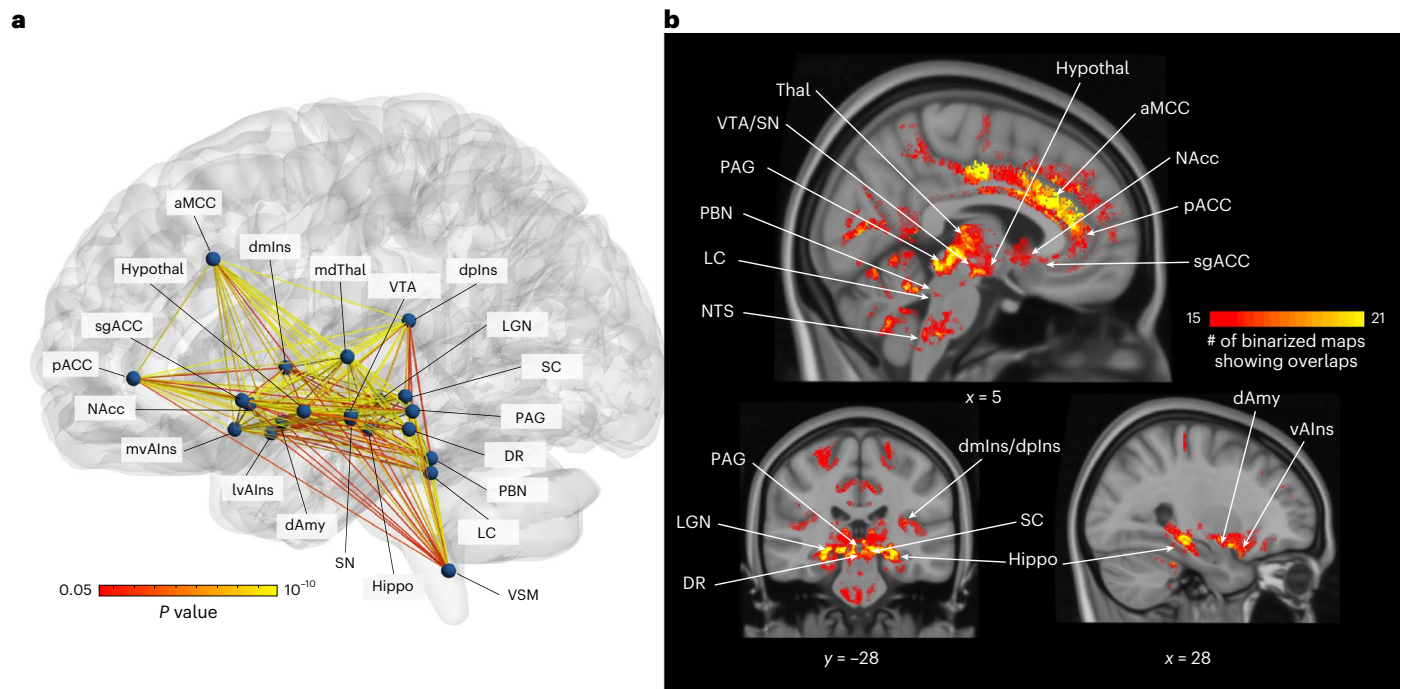 a
aMCC
dmIns
Hypothal
mdThal
VTA
dpIns
sgACC
LGN
pACC
SC
NAcc
PAG
mvAIns
DR
lvAIns
PBN
dAmy
LC
SN
Hippo
VSM
0.05
10⁻¹⁰
P value
b
Hypothal
Thal
aMCC
VTA/SN
NAcc
PAG
pACC
PBN
LC
sgACC
NTS
15
21
# of binarized maps
showing overlaps
x = 5
dAmy
vAIns
dmIns/dpIns
PAG
LGN
SC
Hippo
DR
y = –28
x = 28